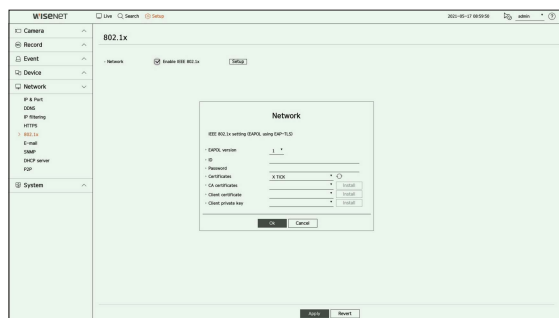 WISENET
Live Search Setup
2021-05-17 08:59:50 admin
Camera
Record
Event
Device
Network
IP & Port
DDNS
IP filtering
HTTPS
802.1x
E-mail
SNMP
DHCP server
P2P
System
802.1x
Network Enable IEEE 802.1x Setup
Network
IEEE 802.1x setting (EAPOL using EAP-TLS)
EAPOL version 1
ID
Password
Certificates X TICK
CA certificates Install
Client certificate Install
Client private key Install
Ok Cancel
Apply Revert